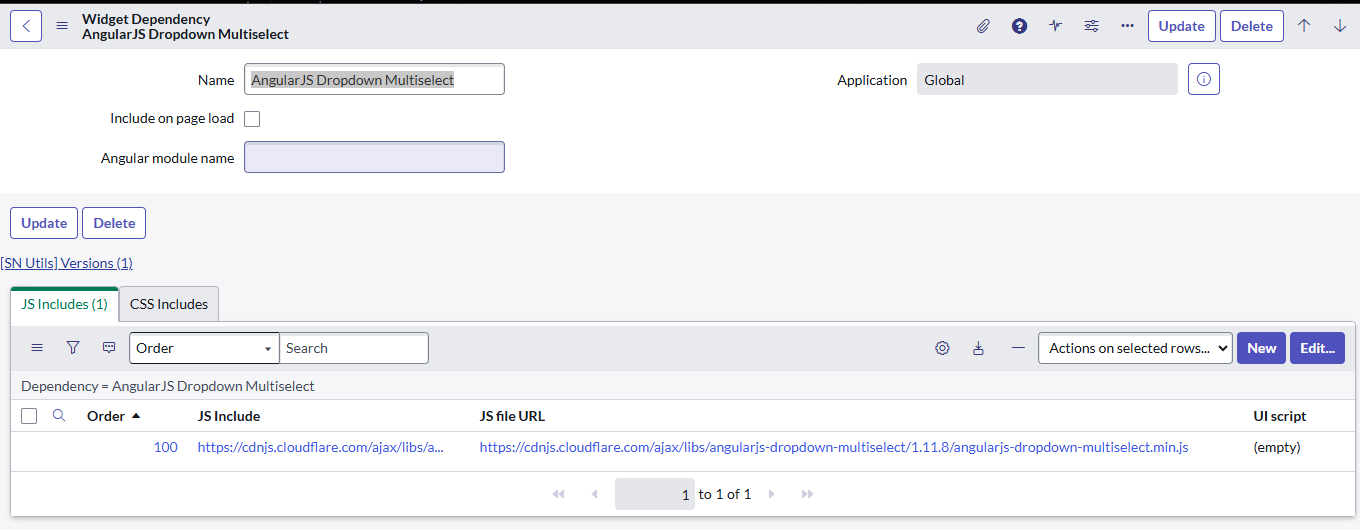 Widget Dependency
AngularJS Dropdown Multiselect
Update
Delete
Name
AngularJS Dropdown Multiselect
Application
Global
Include on page load
Angular module name
Update
Delete
[SN Utils] Versions (1)
JS Includes (1)
CSS Includes
Order
Search
Actions on selected rows...
New
Edit...
Dependency = AngularJS Dropdown Multiselect
Order
JS Include
JS file URL
UI script
100
https://cdnjs.cloudflare.com/ajax/libs/a...
https://cdnjs.cloudflare.com/ajax/libs/angularjs-dropdown-multiselect/1.11.8/angularjs-dropdown-multiselect.min.js
(empty)
1 to 1 of 1